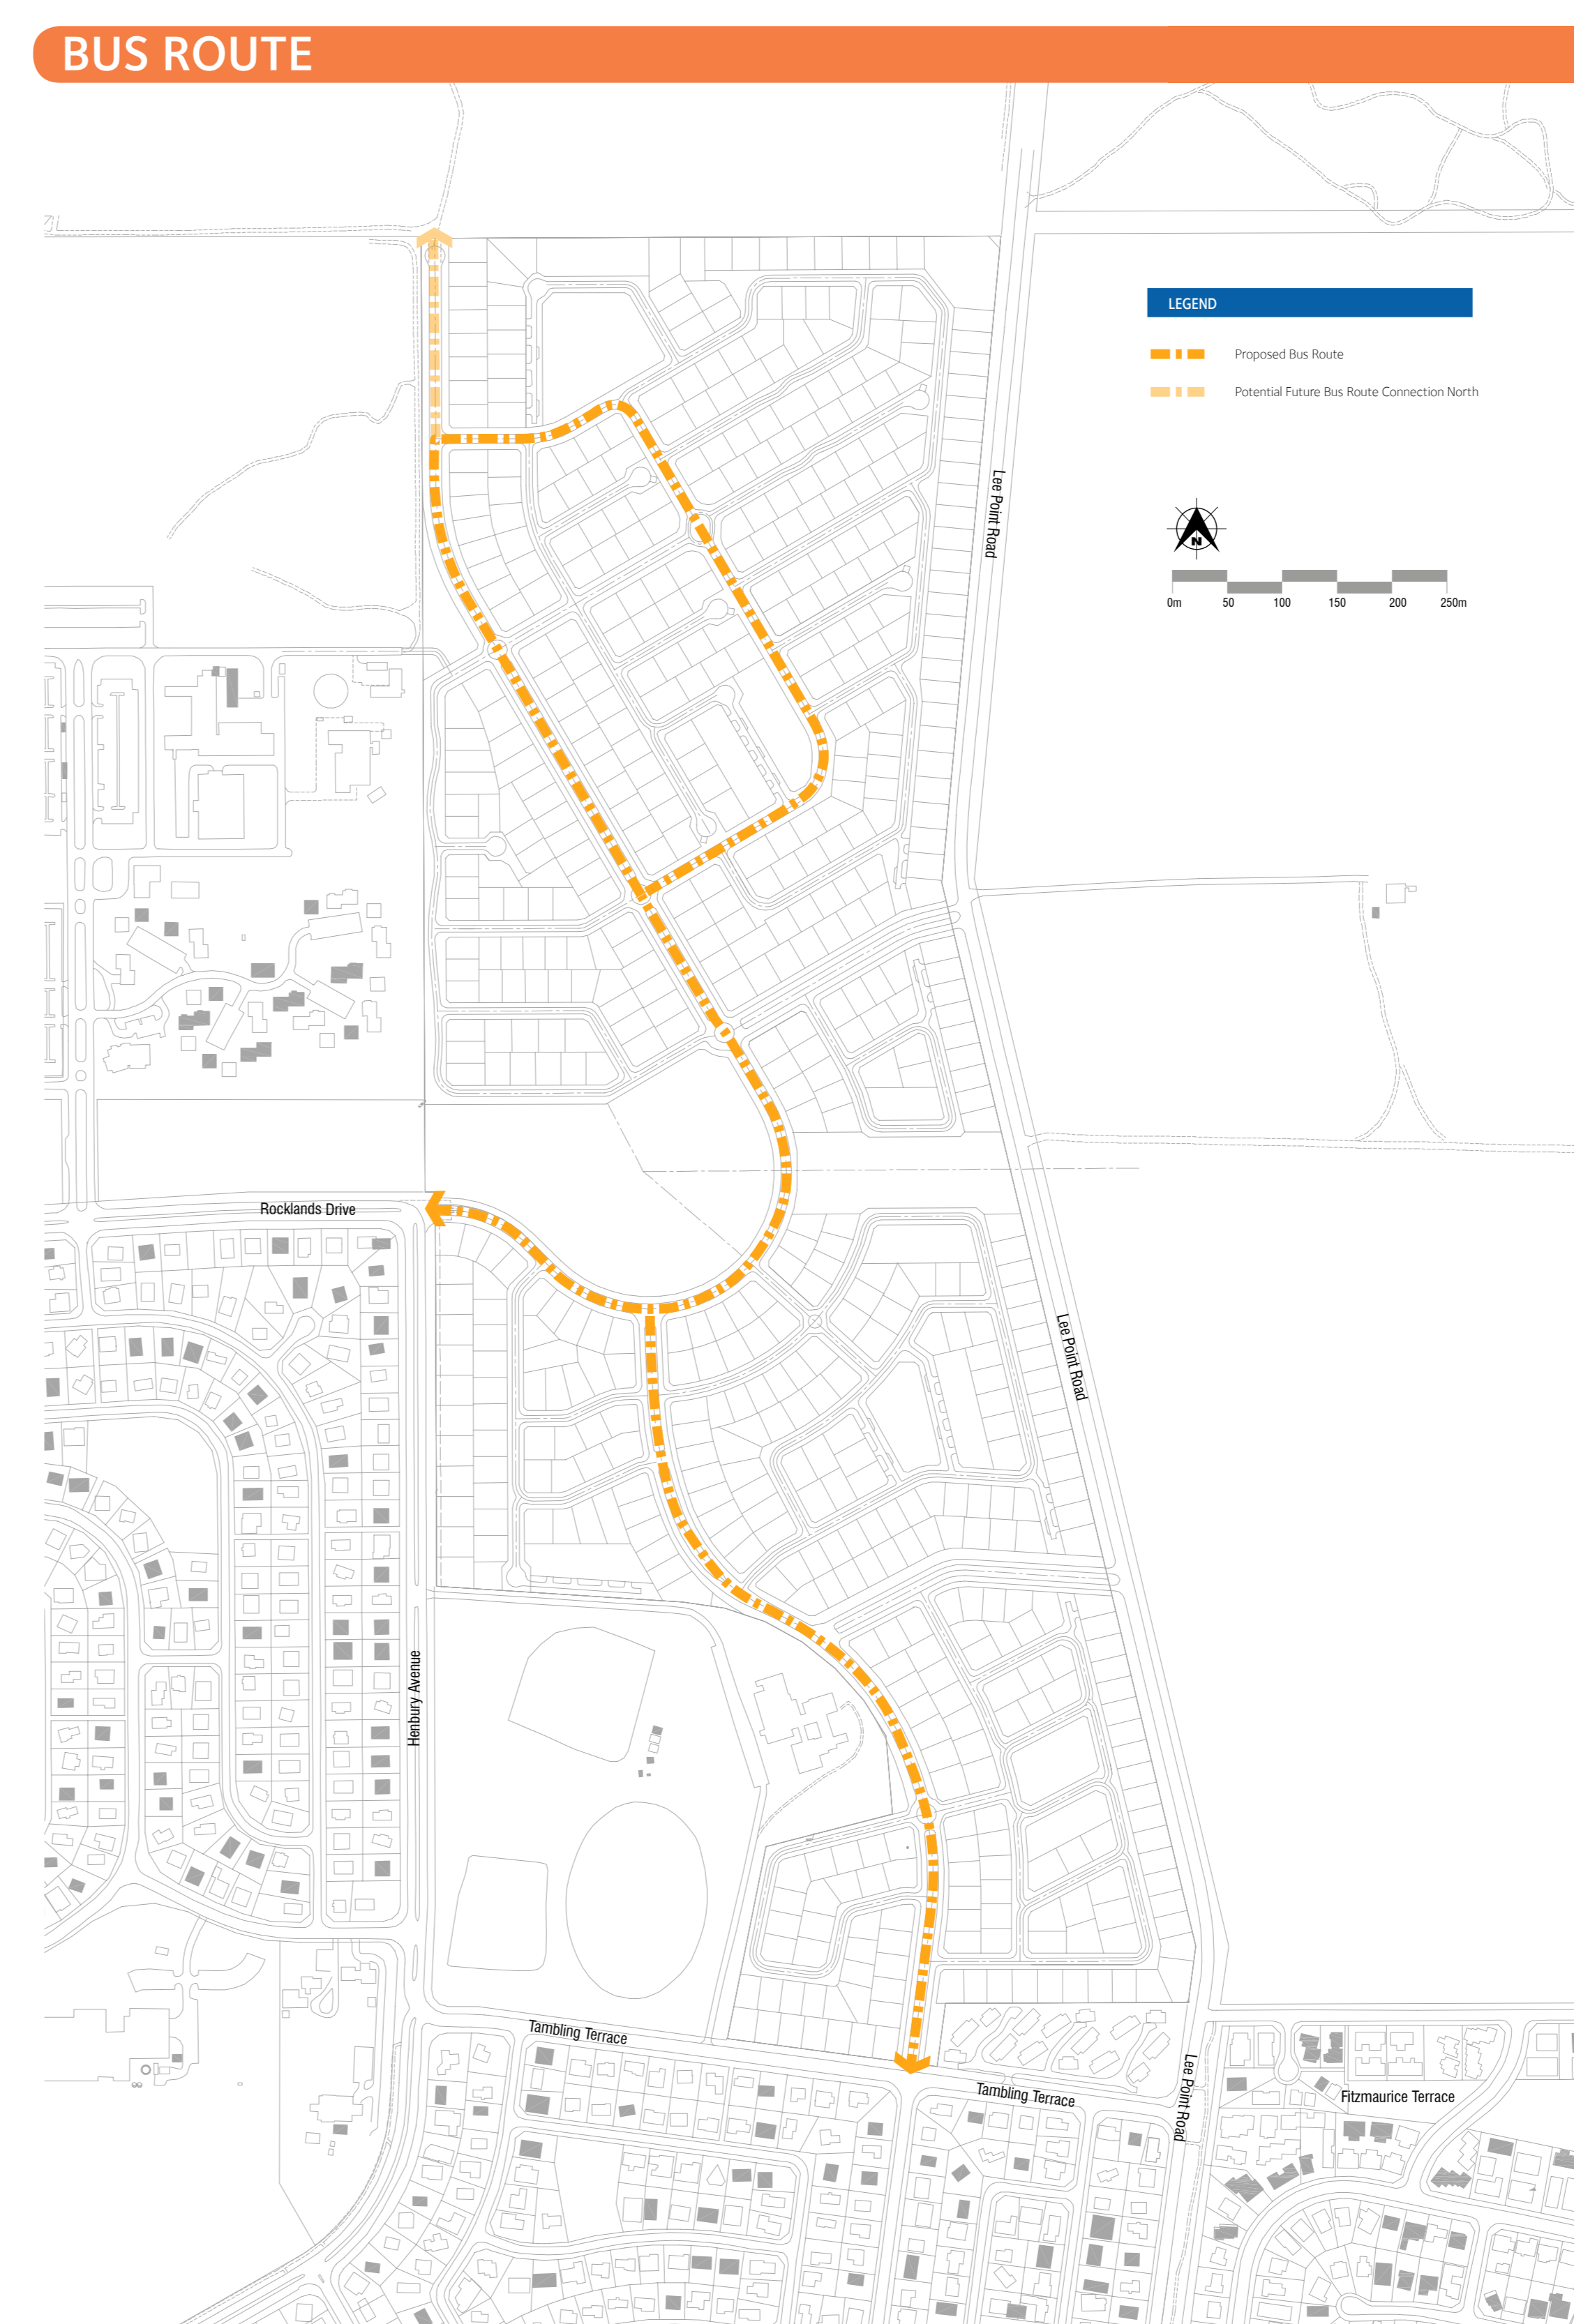 BUS ROUTE
LEGEND
Proposed Bus Route
Potential Future Bus Route Connection North
Lee Point Road
N
0m 50 100 150 200 250m
Rocklands Drive
Lee Point Road
Henbury Avenue
Tambling Terrace
Tambling Terrace
Lee Point Road
Fitzmaurice Terrace